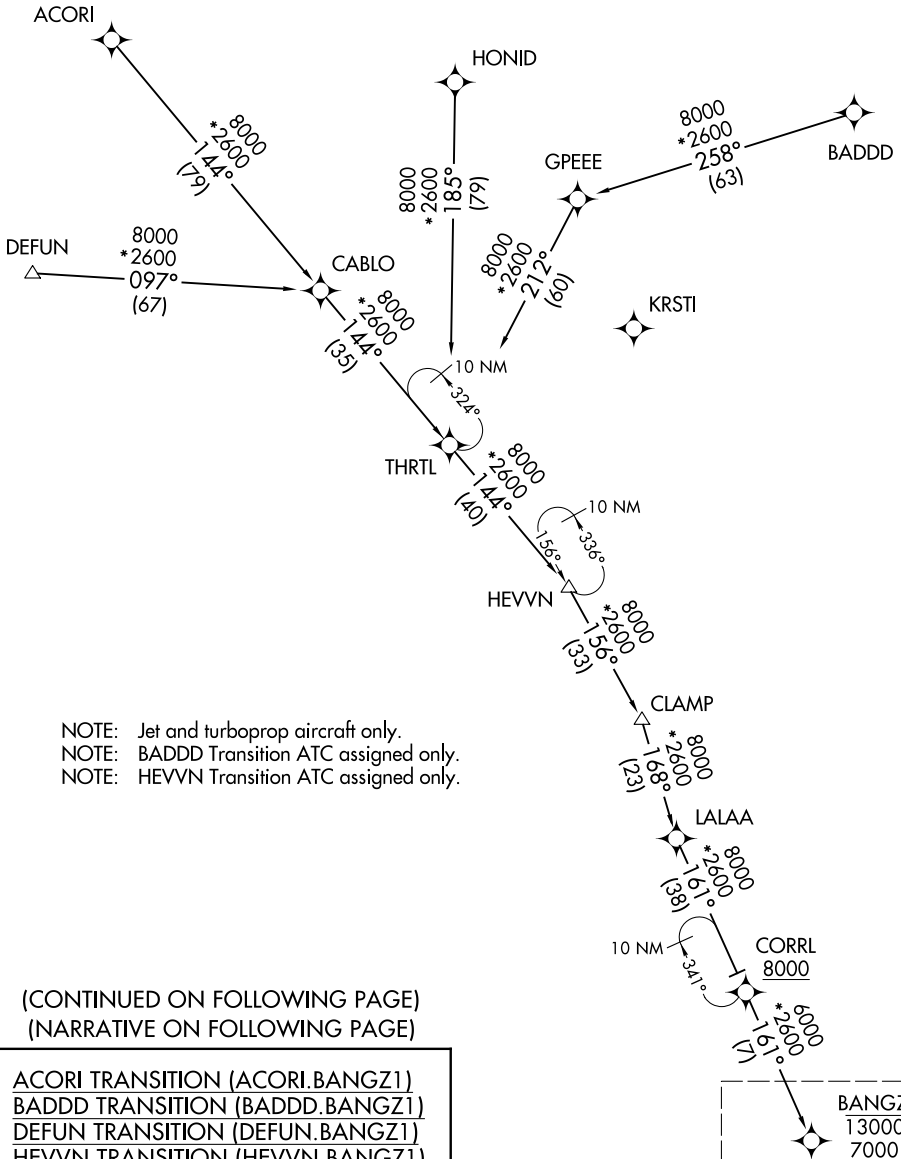 ACORI
HONID
8000
*2600
144°
(79)
8000
*2600
185°
(79)
GPEEE
8000
*2600
258°
(63)
BADDD
DEFUN
8000
*2600
097°
(67)
CABLO
8000
*2600
212°
(60)
KRSTI
8000
*2600
144°
(35)
10 NM
324°
THRTL
8000
*2600
144°
(40)
10 NM
156°
336°
HEVVN
8000
*2600
156°
(33)
CLAMP
8000
*2600
168°
(23)
NOTE: Jet and turboprop aircraft only.
NOTE: BADDD Transition ATC assigned only.
NOTE: HEVVN Transition ATC assigned only.
LALAA
8000
*2600
161°
(38)
10 NM
341°
CORRL
8000
6000
*2600
161°
(7)
(CONTINUED ON FOLLOWING PAGE)
(NARRATIVE ON FOLLOWING PAGE)
ACORI TRANSITION (ACORI.BANGZ1)
BADDD TRANSITION (BADDD.BANGZ1)
DEFUN TRANSITION (DEFUN.BANGZ1)
HEVVN TRANSITION (HEVVN.BANGZ1)
BANGZ
13000
7000